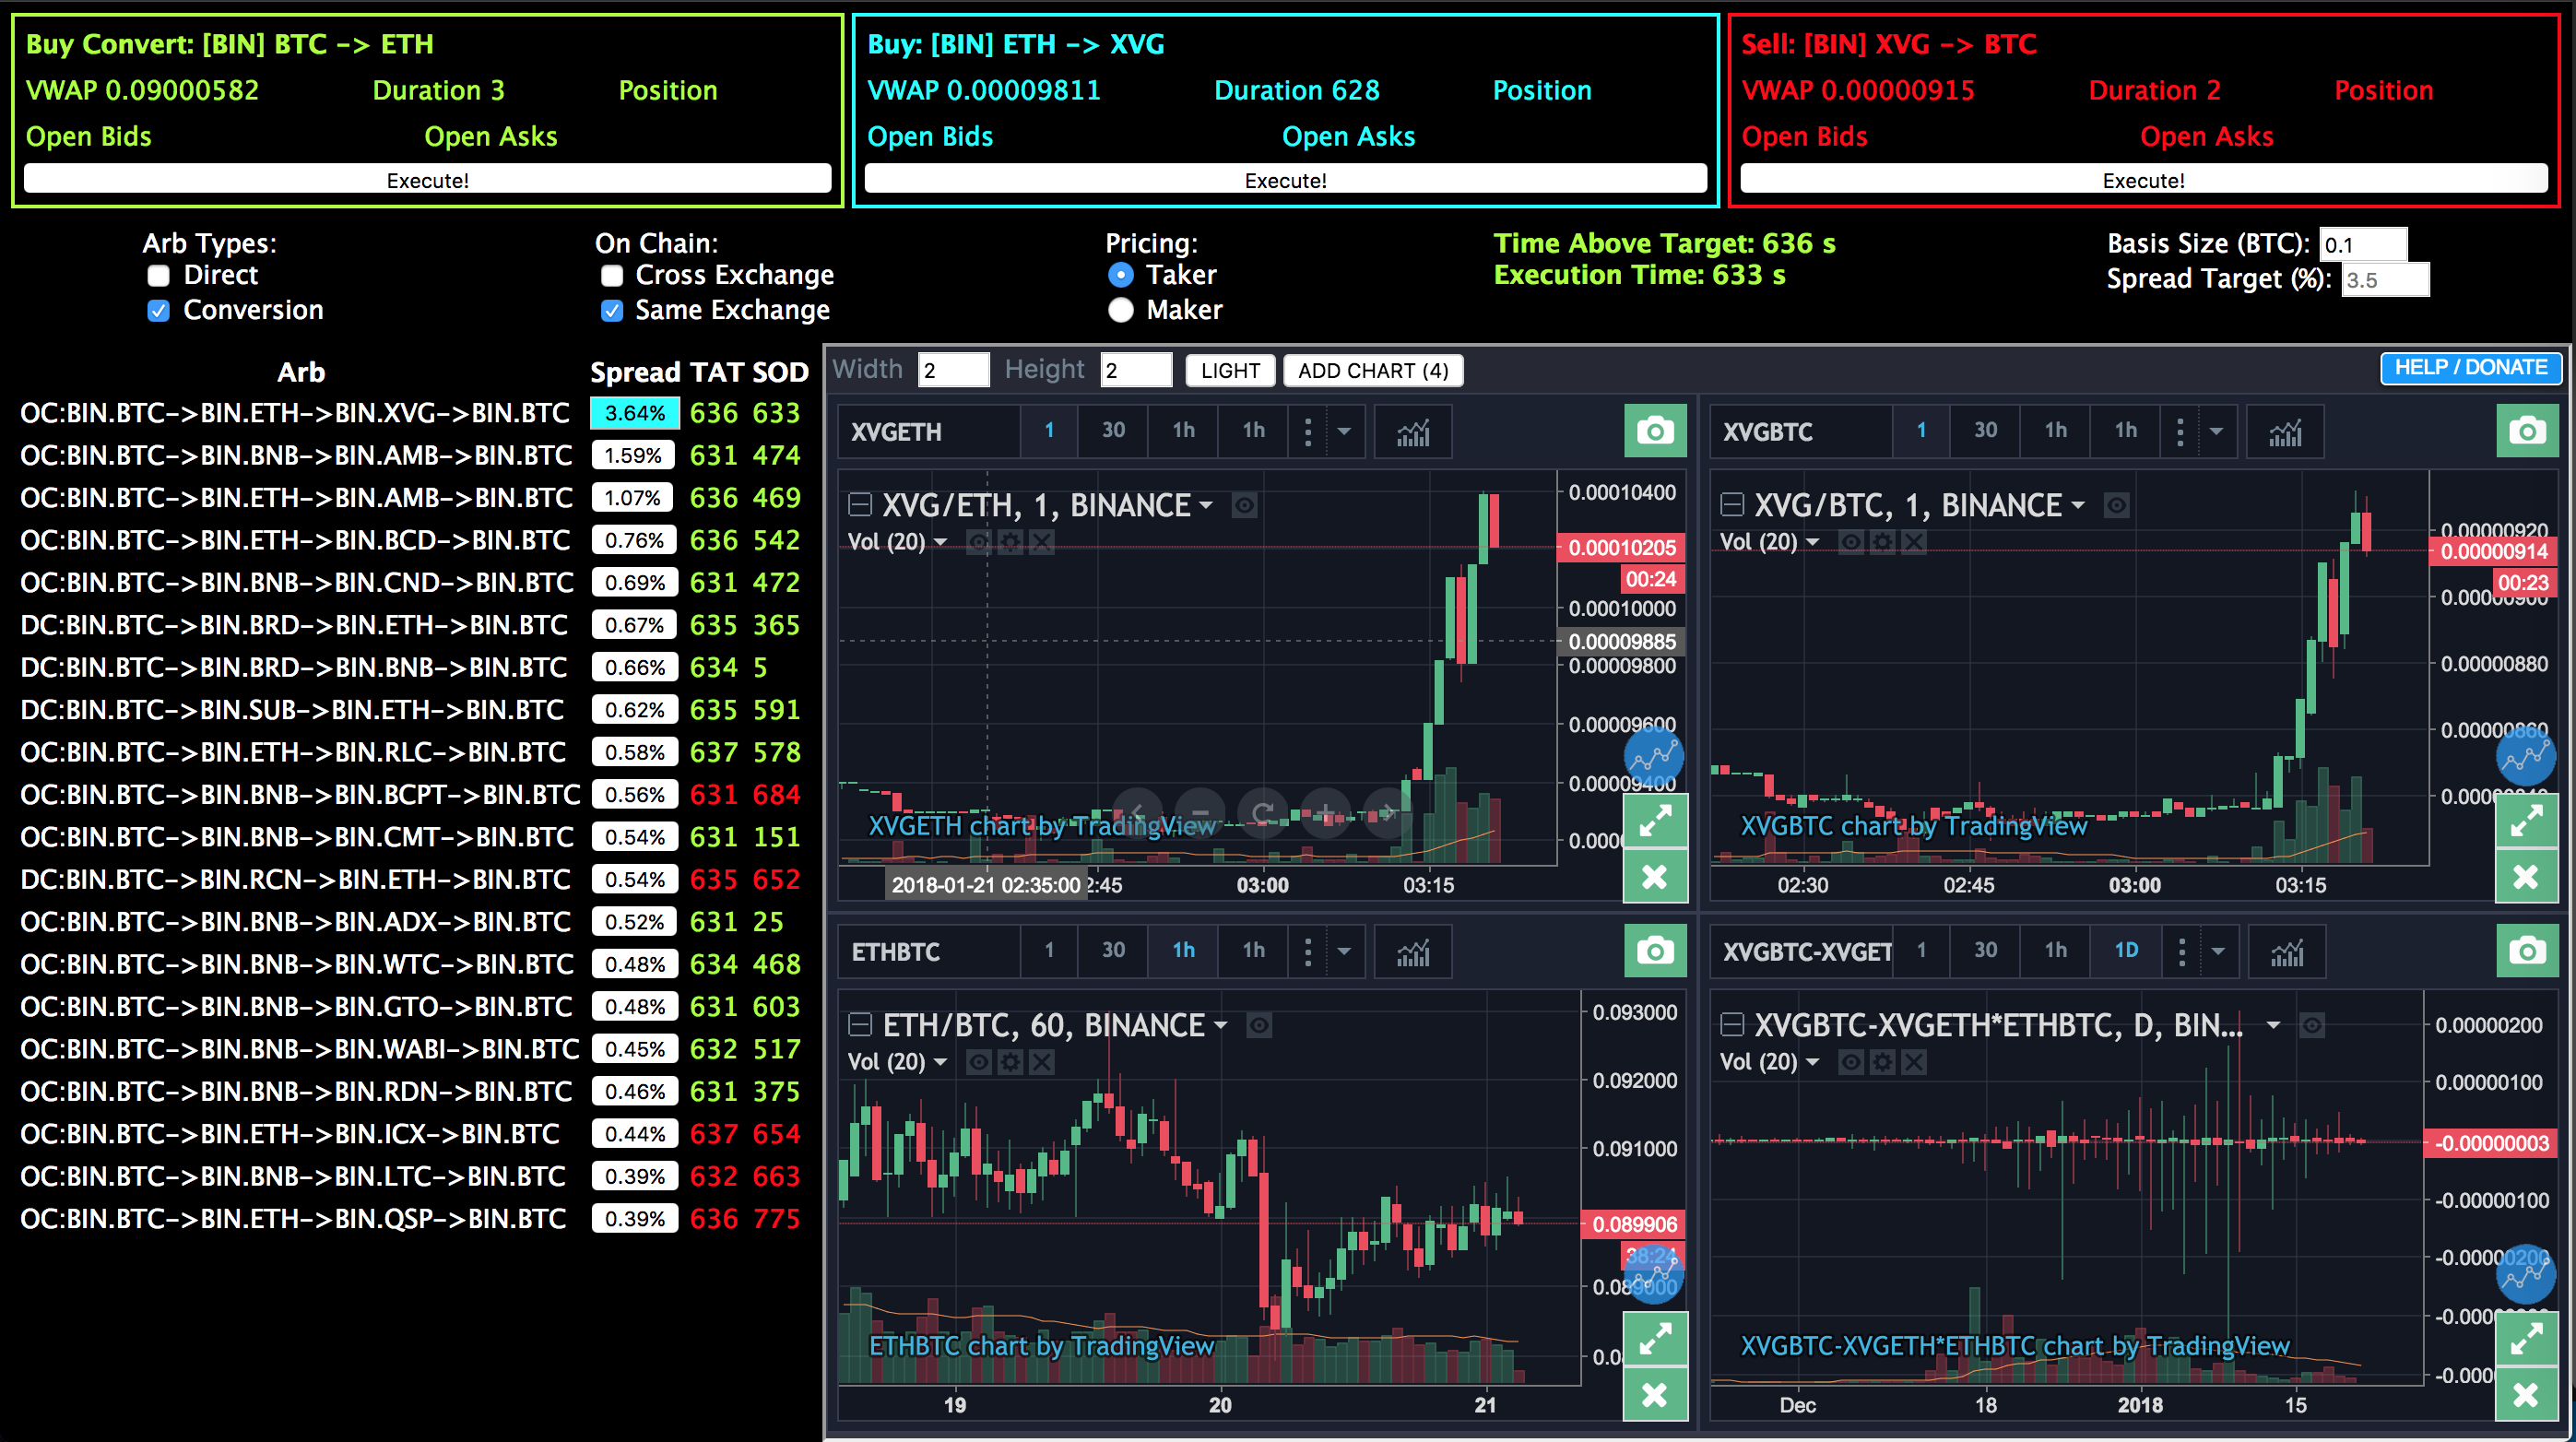 Buy Convert: [BIN] BTC -> ETH
VWAP 0.09000582 Duration 3 Position
Open Bids Open Asks
Execute!
Buy: [BIN] ETH -> XVG
VWAP 0.00009811 Duration 628 Position
Open Bids Open Asks
Execute!
Sell: [BIN] XVG -> BTC
VWAP 0.00000915 Duration 2 Position
Open Bids Open Asks
Execute!
Arb Types:
Direct
Conversion
On Chain:
Cross Exchange
Same Exchange
Pricing:
Taker
Maker
Time Above Target: 636 s
Execution Time: 633 s
Basis Size (BTC): 0.1
Spread Target (%): 3.5
Arb Spread TAT SOD
OC:BIN.BTC->BIN.ETH->BIN.XVG->BIN.BTC 3.64% 636 633
OC:BIN.BTC->BIN.BNB->BIN.AMB->BIN.BTC 1.59% 631 474
OC:BIN.BTC->BIN.ETH->BIN.AMB->BIN.BTC 1.07% 636 469
OC:BIN.BTC->BIN.ETH->BIN.BCD->BIN.BTC 0.76% 636 542
OC:BIN.BTC->BIN.BNB->BIN.CND->BIN.BTC 0.69% 631 472
DC:BIN.BTC->BIN.BRD->BIN.ETH->BIN.BTC 0.67% 635 365
DC:BIN.BTC->BIN.BRD->BIN.BNB->BIN.BTC 0.66% 634 5
DC:BIN.BTC->BIN.SUB->BIN.ETH->BIN.BTC 0.62% 635 591
OC:BIN.BTC->BIN.ETH->BIN.RLC->BIN.BTC 0.58% 637 578
OC:BIN.BTC->BIN.BNB->BIN.BCPT->BIN.BTC 0.56% 631 684
OC:BIN.BTC->BIN.BNB->BIN.CMT->BIN.BTC 0.54% 631 151
DC:BIN.BTC->BIN.RCN->BIN.ETH->BIN.BTC 0.54% 635 652
OC:BIN.BTC->BIN.BNB->BIN.ADX->BIN.BTC 0.52% 631 25
OC:BIN.BTC->BIN.BNB->BIN.WTC->BIN.BTC 0.48% 634 468
OC:BIN.BTC->BIN.BNB->BIN.GTO->BIN.BTC 0.48% 631 603
OC:BIN.BTC->BIN.BNB->BIN.WABI->BIN.BTC 0.45% 632 517
OC:BIN.BTC->BIN.BNB->BIN.RDN->BIN.BTC 0.46% 631 375
OC:BIN.BTC->BIN.ETH->BIN.ICX->BIN.BTC 0.44% 637 654
OC:BIN.BTC->BIN.BNB->BIN.LTC->BIN.BTC 0.39% 632 663
OC:BIN.BTC->BIN.ETH->BIN.QSP->BIN.BTC 0.39% 636 775
Width 2 Height 2 LIGHT ADD CHART (4) HELP / DONATE
XVGETH 1 30 1h 1h
XVG/ETH, 1, BINANCE
Vol (20)
0.00010400
0.00010205
00:24
0.00010000
0.00009885
0.00009800
0.00009600
0.00009400
XVGETH chart by TradingView
2018-01-21 02:35:00 2:45 03:00 03:15
XVGBTC 1 30 1h 1h
XVG/BTC, 1, BINANCE
Vol (20)
0.00000920
0.00000914
00:23
0.00000900
0.00000880
0.00000860
XVGBTC chart by TradingView
02:30 02:45 03:00 03:15
ETHBTC 1 30 1h 1h
ETH/BTC, 60, BINANCE
Vol (20)
0.093000
0.092000
0.091000
0.089906
38:24
0.089000
ETHBTC chart by TradingView
19 20 21
XVGBTC-XVGET 1 30 1h 1D
XVGBTC-XVGETH*ETHBTC, D, BIN...
Vol (20)
0.00000200
0.00000100
-0.00000003
-0.00000100
-0.00000200
XVGBTC-XVGETH*ETHBTC chart by TradingView
Dec 18 2018 15